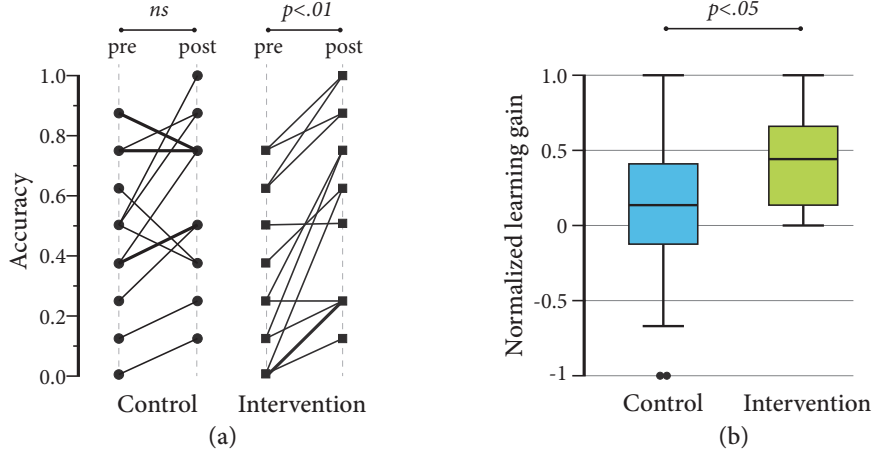 ns
p<.01
pre
post
pre
post
Accuracy
1.0
0.8
0.6
0.4
0.2
0.0
Control
Intervention
(a)
p<.05
Normalized learning gain
1.0
0.5
0
-0.5
-1
Control
Intervention
(b)